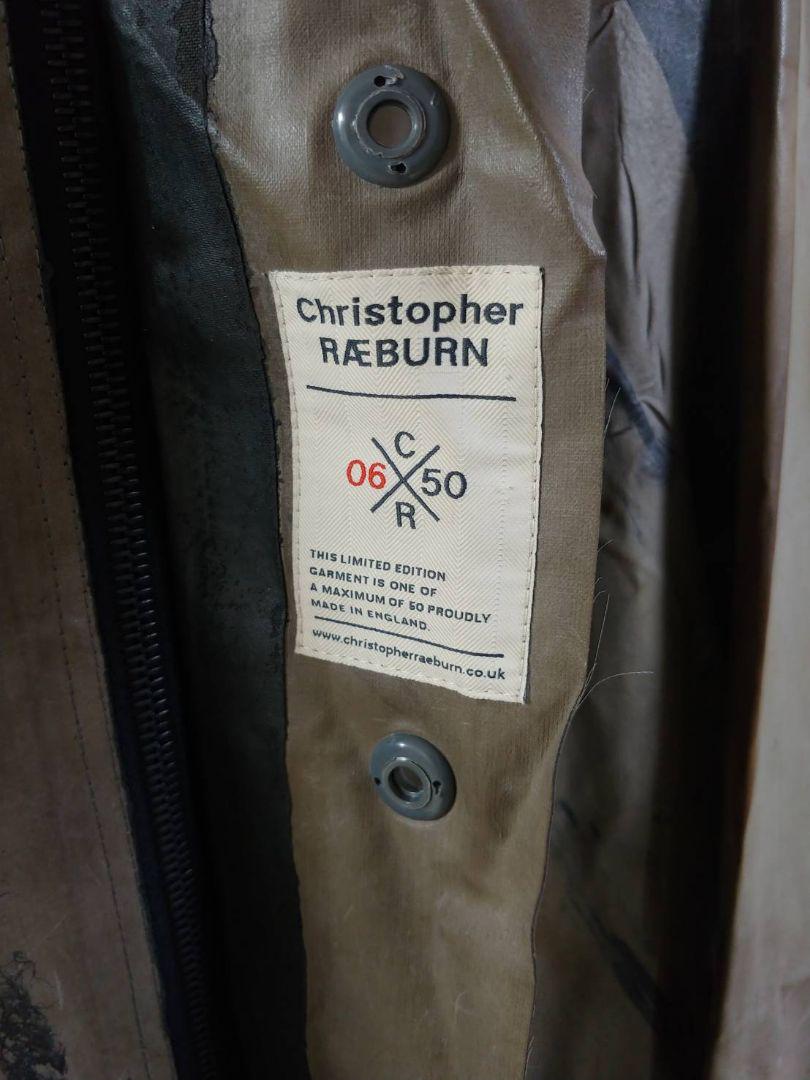 Christopher
RÆBURN
C
06 50
R
THIS LIMITED EDITION
GARMENT IS ONE OF
A MAXIMUM OF 50 PROUDLY
MADE IN ENGLAND.
www.christopherraeburn.co.uk